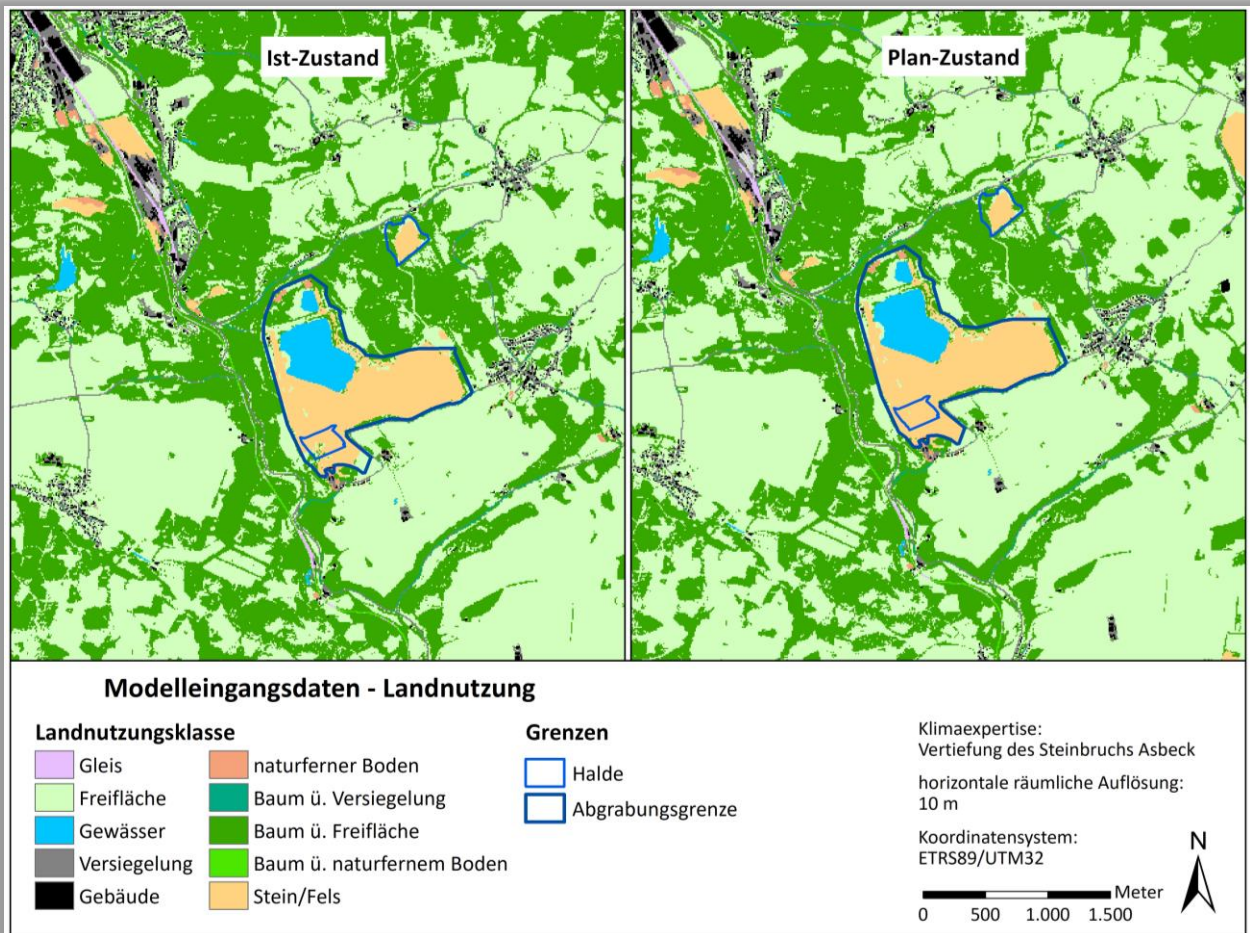 Ist-Zustand
Plan-Zustand
Modelleingangsdaten - Landnutzung
Landnutzungsklasse
Gleis
Freifläche
Gewässer
Versiegelung
Gebäude
naturferner Boden
Baum ü. Versiegelung
Baum ü. Freifläche
Baum ü. naturfernem Boden
Stein/Fels
Grenzen
Halde
Abgrabungsgrenze
Klimaexpertise:
Vertiefung des Steinbruchs Asbeck
horizontale räumliche Auflösung:
10 m
Koordinatensystem:
ETRS89/UTM32
N
Meter
0 500 1.000 1.500